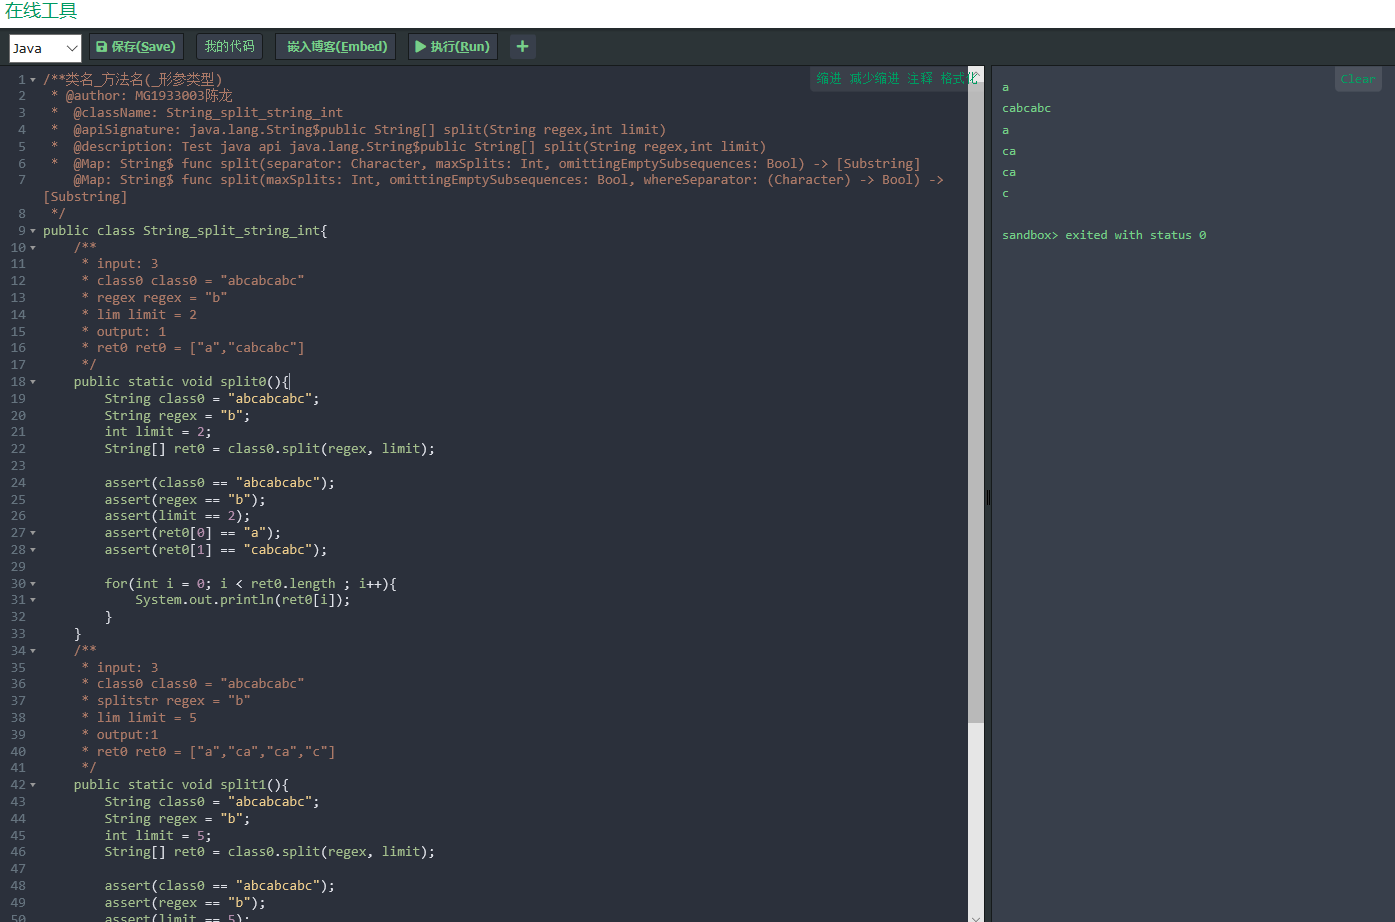 在线工具
Java 保存(Save) 我的代码 嵌入博客(Embed) 执行(Run) +
缩进 减少缩进 注释 格式化
1 /**类名_方法名(_形参类型)
2  * @author: MG1933003陈龙
3  *  @className: String_split_string_int
4  *  @apiSignature: java.lang.String$public String[] split(String regex,int limit)
5  *  @description: Test java api java.lang.String$public String[] split(String regex,int limit)
6  *  @Map: String$ func split(separator: Character, maxSplits: Int, omittingEmptySubsequences: Bool) -> [Substring]
7     @Map: String$ func split(maxSplits: Int, omittingEmptySubsequences: Bool, whereSeparator: (Character) -> Bool) ->
[Substring]
8  */
9 public class String_split_string_int{
10     /**
11      * input: 3
12      * class0 class0 = "abcabcabc"
13      * regex regex = "b"
14      * lim limit = 2
15      * output: 1
16      * ret0 ret0 = ["a","cabcabc"]
17      */
18     public static void split0(){
19         String class0 = "abcabcabc";
20         String regex = "b";
21         int limit = 2;
22         String[] ret0 = class0.split(regex, limit);
23
24         assert(class0 == "abcabcabc");
25         assert(regex == "b");
26         assert(limit == 2);
27         assert(ret0[0] == "a");
28         assert(ret0[1] == "cabcabc");
29
30         for(int i = 0; i < ret0.length ; i++){
31             System.out.println(ret0[i]);
32         }
33     }
34     /**
35      * input: 3
36      * class0 class0 = "abcabcabc"
37      * splitstr regex = "b"
38      * lim limit = 5
39      * output:1
40      * ret0 ret0 = ["a","ca","ca","c"]
41      */
42     public static void split1(){
43         String class0 = "abcabcabc";
44         String regex = "b";
45         int limit = 5;
46         String[] ret0 = class0.split(regex, limit);
47
48         assert(class0 == "abcabcabc");
49         assert(regex == "b");
50         assert(limit == 5);
Clear
a
cabcabc
a
ca
ca
c
sandbox> exited with status 0